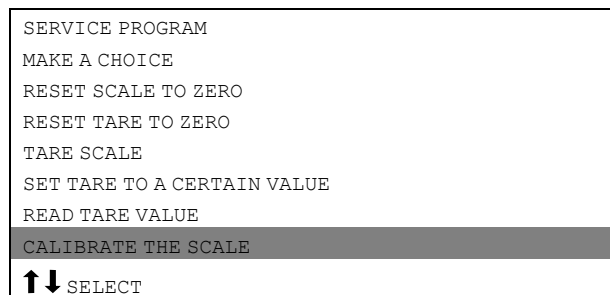 SERVICE PROGRAM
MAKE A CHOICE
RESET SCALE TO ZERO
RESET TARE TO ZERO
TARE SCALE
SET TARE TO A CERTAIN VALUE
READ TARE VALUE
CALIBRATE THE SCALE
⬆⬇ SELECT